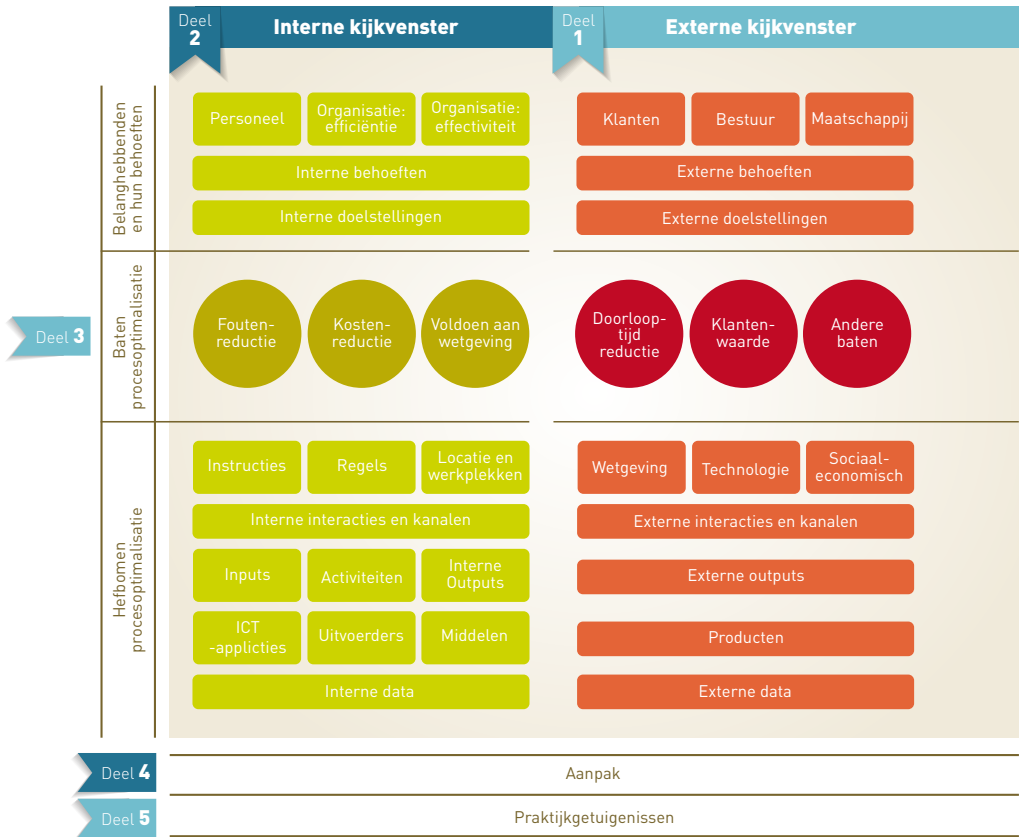 Deel
2
Interne kijkvenster
Deel
1
Externe kijkvenster
Belanghebbenden
en hun behoeften
Personeel
Organisatie:
efficiëntie
Organisatie:
effectiviteit
Klanten
Bestuur
Maatschappij
Interne behoeften
Externe behoeften
Interne doelstellingen
Externe doelstellingen
Deel 3
Baten
procesoptimalisatie
Fouten-
reductie
Kosten-
reductie
Voldoen aan
wetgeving
Doorloop-
tijd
reductie
Klanten-
waarde
Andere
baten
Hefbomen
procesoptimalisatie
Instructies
Regels
Locatie en
werkplekken
Wetgeving
Technologie
Sociaal-
economisch
Interne interacties en kanalen
Externe interacties en kanalen
Inputs
Activiteiten
Interne
Outputs
Externe outputs
ICT
-applicties
Uitvoerders
Middelen
Producten
Interne data
Externe data
Deel 4
Aanpak
Deel 5
Praktijkgetuigenissen